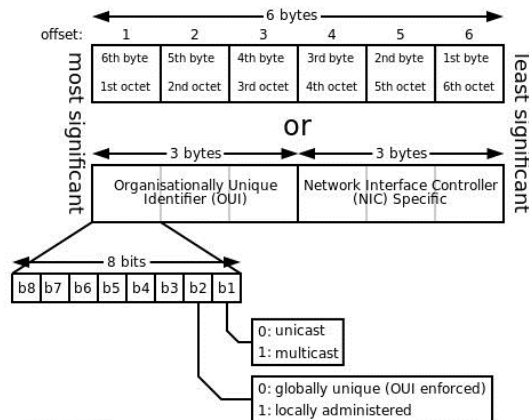 6 bytes
offset: 1 2 3 4 5 6
6th byte 5th byte 4th byte 3rd byte 2nd byte 1st byte
1st octet 2nd octet 3rd octet 4th octet 5th octet 6th octet
most significant
least significant
or
3 bytes 3 bytes
Organisationally Unique
Identifier (OUI)
Network Interface Controller
(NIC) Specific
8 bits
b8 b7 b6 b5 b4 b3 b2 b1
0: unicast
1: multicast
0: globally unique (OUI enforced)
1: locally administered